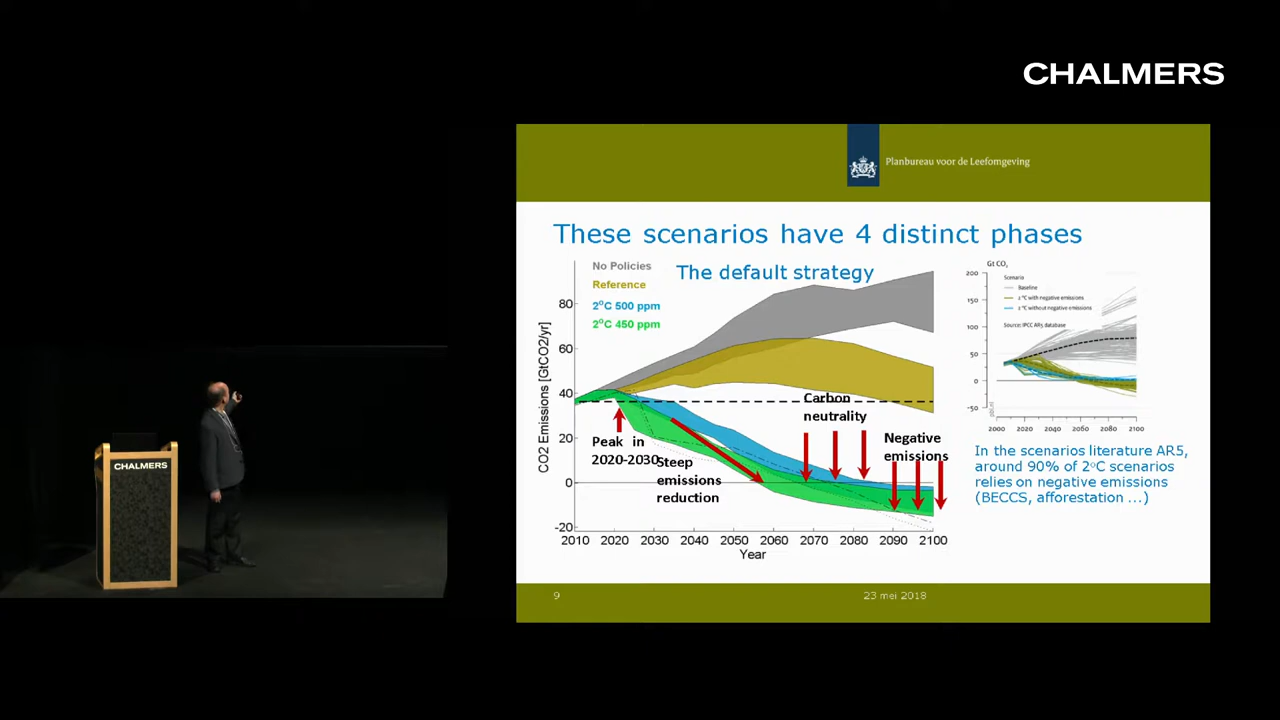 CHALMERS
Planbureau voor de Leefomgeving
These scenarios have 4 distinct phases
The default strategy
No Policies
Reference
2°C 500 ppm
2°C 450 ppm
CO2 Emissions [GtCO2/yr]
80
60
40
20
0
-20
2010 2020 2030 2040 2050 2060 2070 2080 2090 2100
Year
Peak in
2020-2030
Steep
emissions
reduction
Carbon
neutrality
Negative
emissions
Gt CO₂
200
150
100
50
0
-50
Scenario
Baseline
2 °C with negative emissions
2 °C without negative emissions
Source: IPCC AR5 database
2000 2020 2040 2060 2080 2100
In the scenarios literature AR5,
around 90% of 2°C scenarios
relies on negative emissions
(BECCS, afforestation ...)
9
23 mei 2018
CHALMERS